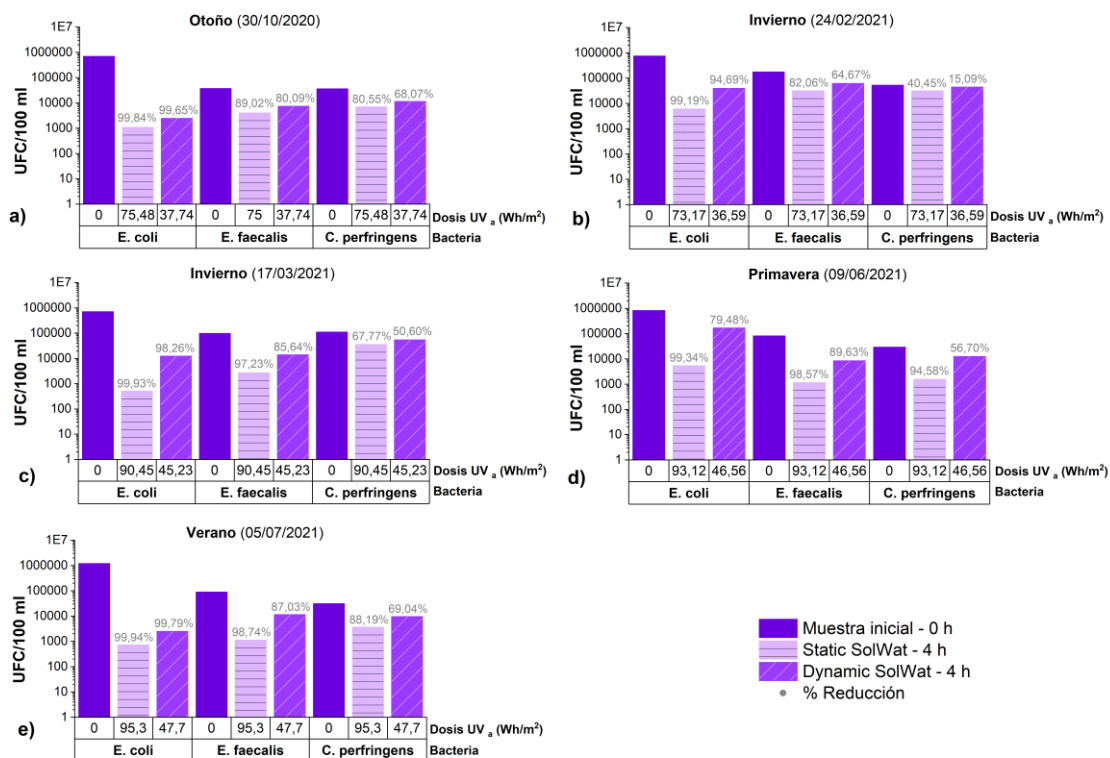 Otoño (30/10/2020)
1E7
1000000
100000
10000
1000
100
10
1
UFC/100 ml
99,84%
99,65%
89,02%
80,09%
80,55%
68,07%
0 75,48 37,74 0 75 37,74 0 75,48 37,74 Dosis UV a (Wh/m²)
E. coli E. faecalis C. perfringens Bacteria
a)
Invierno (24/02/2021)
1E7
1000000
100000
10000
1000
100
10
1
UFC/100 ml
99,19%
94,69%
82,06%
64,67%
40,45%
15,09%
0 73,17 36,59 0 73,17 36,59 0 73,17 36,59 Dosis UV a (Wh/m²)
E. coli E. faecalis C. perfringens Bacteria
b)
Invierno (17/03/2021)
1E7
1000000
100000
10000
1000
100
10
1
UFC/100 ml
99,93%
98,26%
97,23%
85,64%
67,77%
50,60%
0 90,45 45,23 0 90,45 45,23 0 90,45 45,23 Dosis UV a (Wh/m²)
E. coli E. faecalis C. perfringens Bacteria
c)
Primavera (09/06/2021)
1E7
1000000
100000
10000
1000
100
10
1
UFC/100 ml
99,34%
79,48%
98,57%
89,63%
94,58%
56,70%
0 93,12 46,56 0 93,12 46,56 0 93,12 46,56 Dosis UV a (Wh/m²)
E. coli E. faecalis C. perfringens Bacteria
d)
Verano (05/07/2021)
1E7
1000000
100000
10000
1000
100
10
1
UFC/100 ml
99,94%
99,79%
98,74%
87,03%
88,19%
69,04%
0 95,3 47,7 0 95,3 47,7 0 95,3 47,7 Dosis UV a (Wh/m²)
E. coli E. faecalis C. perfringens Bacteria
e)
Muestra inicial - 0 h
Static SolWat - 4 h
Dynamic SolWat - 4 h
% Reducción